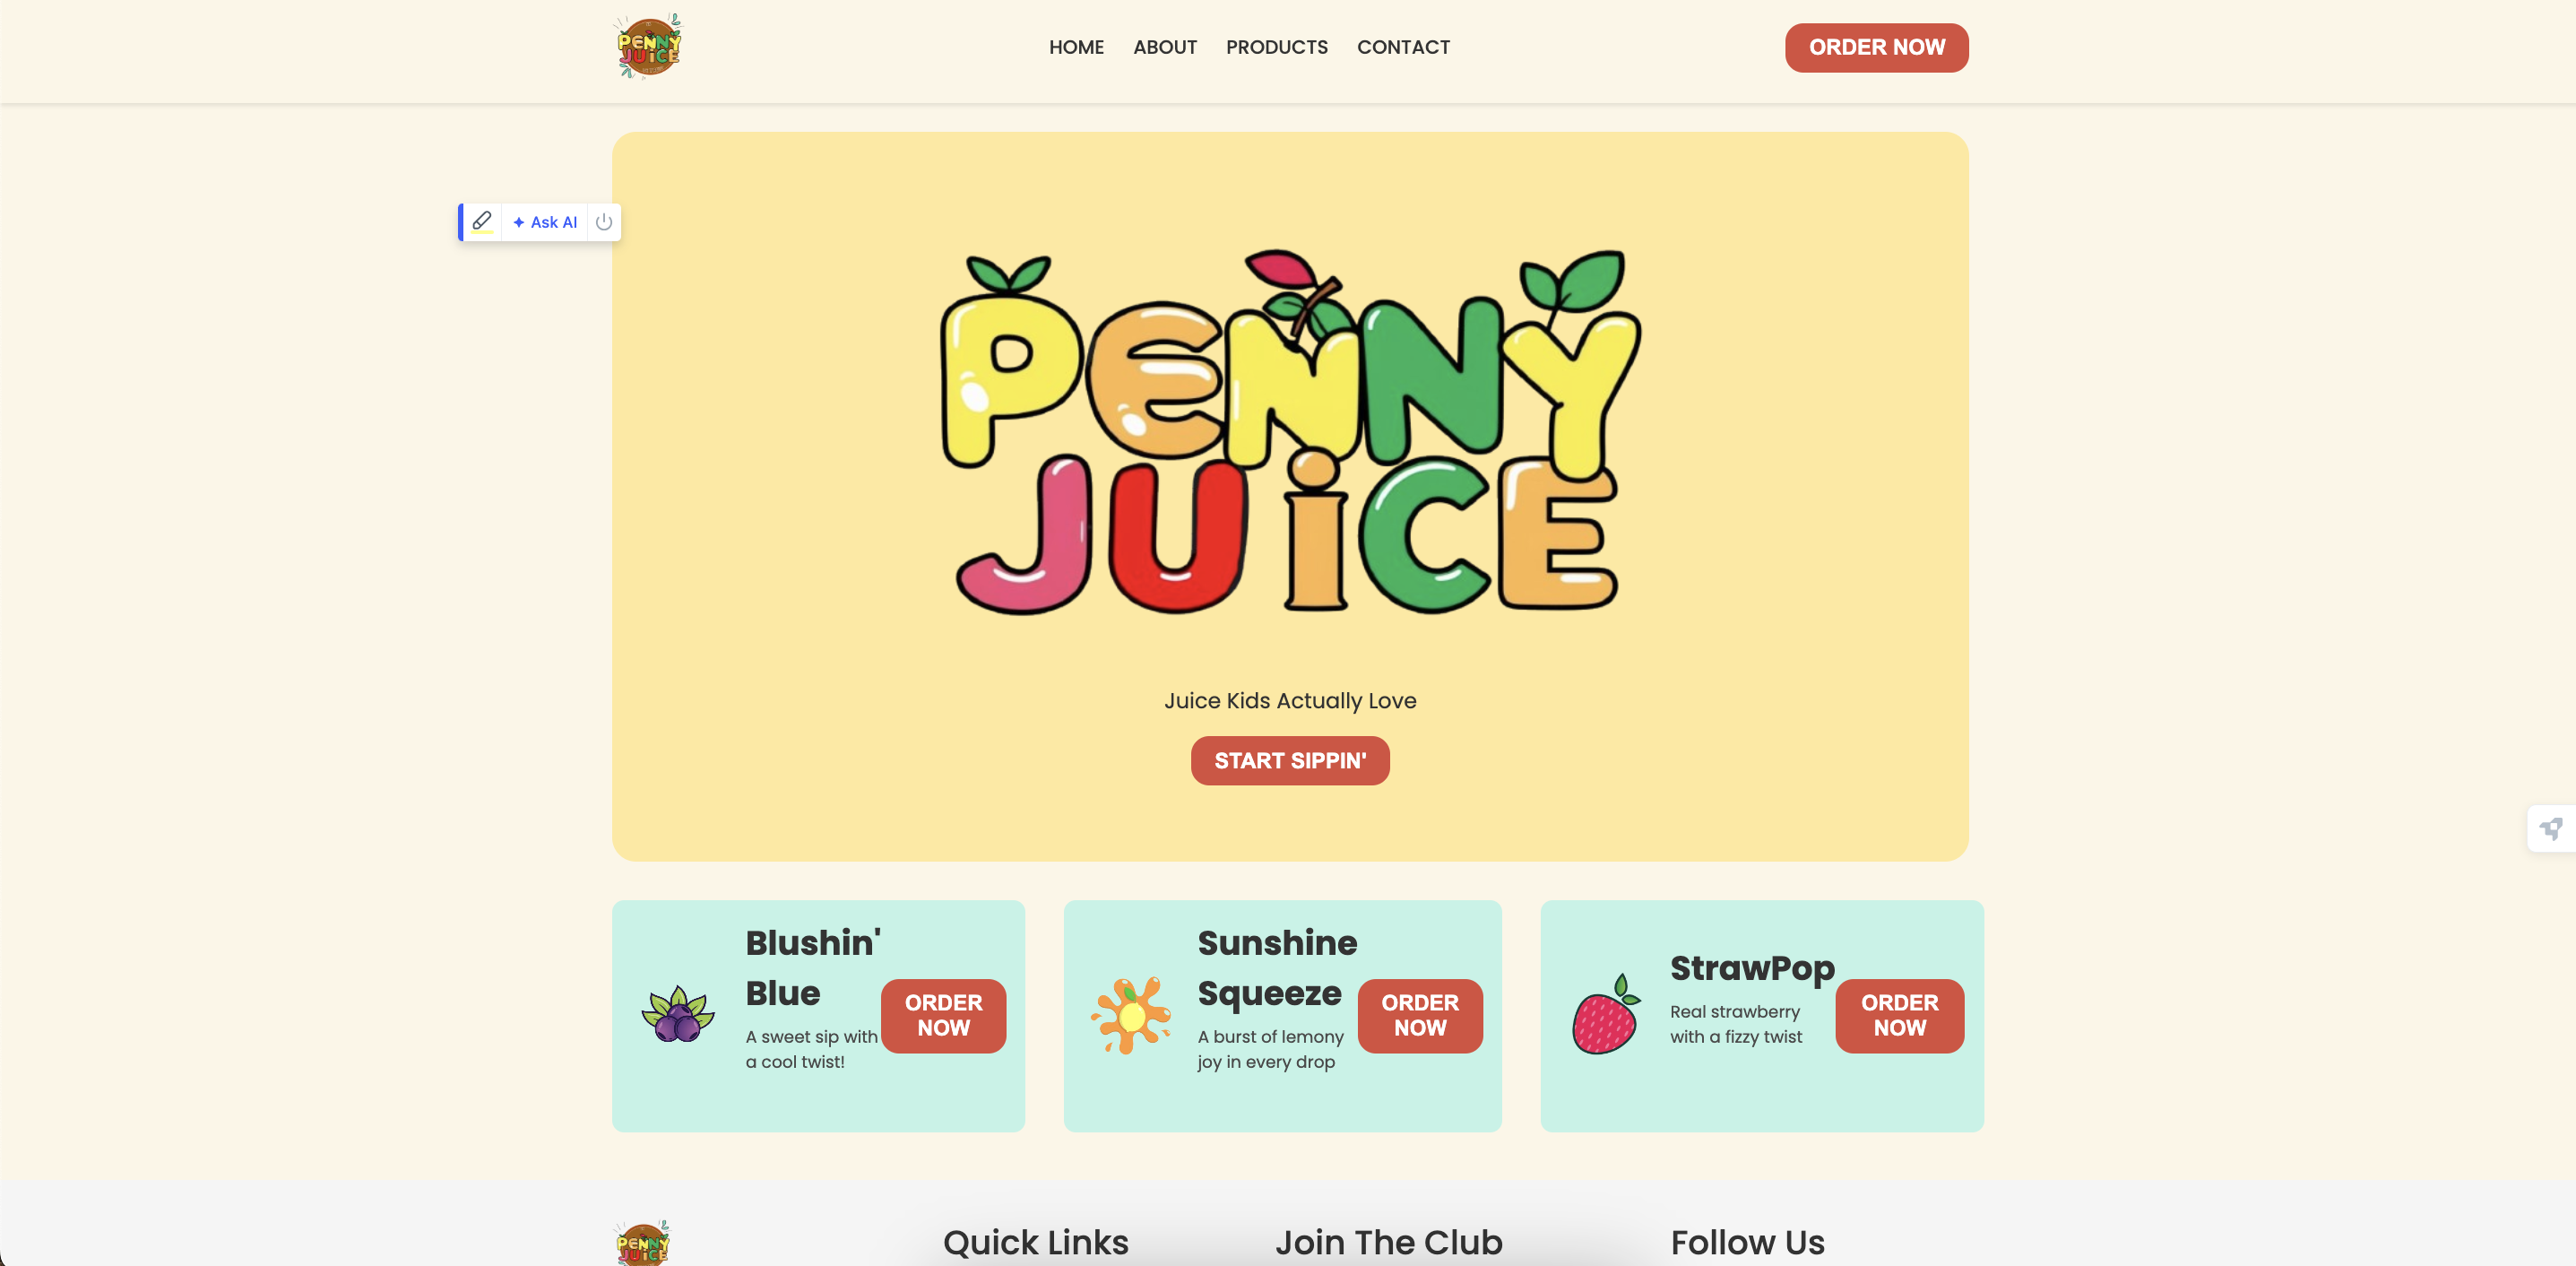 PENNY
JUiCE
HOME ABOUT PRODUCTS CONTACT
ORDER NOW
Ask AI
PENNY
JUiCE
Juice Kids Actually Love
START SIPPIN'
Blushin'
Blue
A sweet sip with
a cool twist!
ORDER
NOW
Sunshine
Squeeze
A burst of lemony
joy in every drop
ORDER
NOW
StrawPop
Real strawberry
with a fizzy twist
ORDER
NOW
PENNY
JUiCE
Quick Links
Join The Club
Follow Us